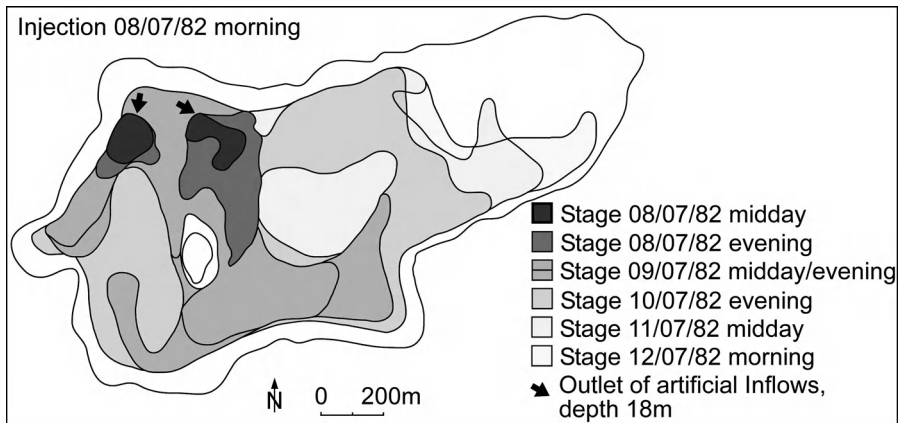 Injection 08/07/82 morning
Stage 08/07/82 midday
Stage 08/07/82 evening
Stage 09/07/82 midday/evening
Stage 10/07/82 evening
Stage 11/07/82 midday
Stage 12/07/82 morning
Outlet of artificial Inflows,
depth 18m
N 0 200m